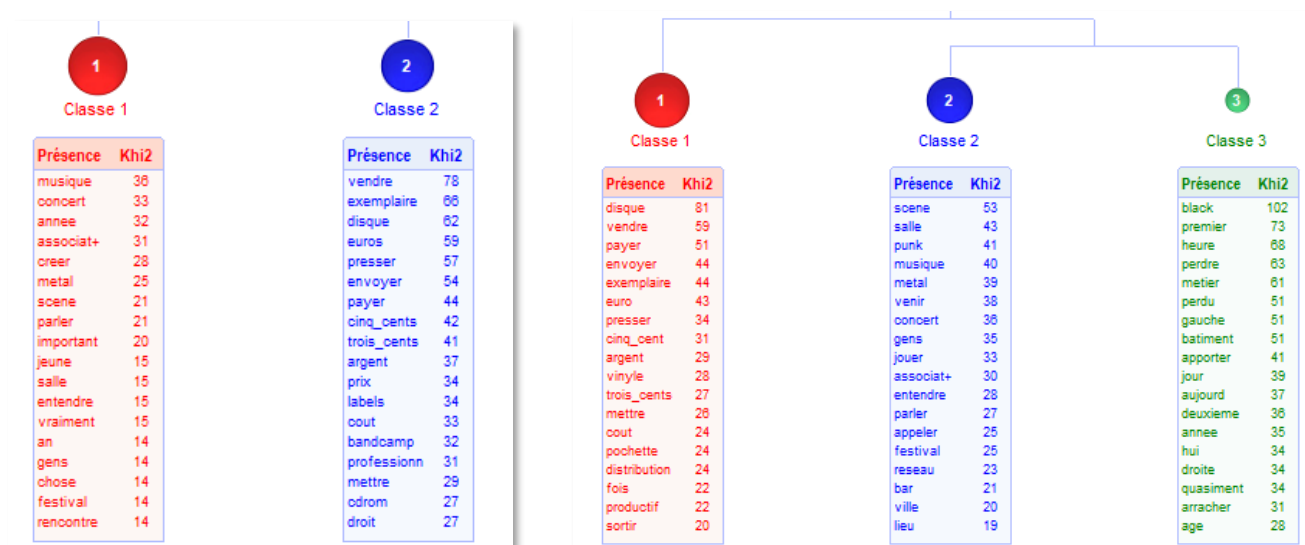 1
Classe 1
Présence Khi2
musique 36
concert 33
annee 32
associat+ 31
creer 28
metal 25
scene 21
parler 21
important 20
jeune 15
salle 15
entendre 15
vraiment 15
an 14
gens 14
chose 14
festival 14
rencontre 14
2
Classe 2
Présence Khi2
vendre 78
exemplaire 66
disque 62
euros 59
presser 57
envoyer 54
payer 44
cinq_cents 42
trois_cents 41
argent 37
prix 34
labels 34
cout 33
bandcamp 32
professionn 31
mettre 29
cdrom 27
droit 27
1
Classe 1
Présence Khi2
disque 81
vendre 59
payer 51
envoyer 44
exemplaire 44
euro 43
presser 34
cinq_cent 31
argent 29
vinyle 28
trois_cents 27
mettre 26
cout 24
pochette 24
distribution 24
fois 22
productif 22
sortir 20
2
Classe 2
Présence Khi2
scene 53
salle 43
punk 41
musique 40
metal 39
venir 38
concert 36
gens 35
jouer 33
associat+ 30
entendre 28
parler 27
appeler 25
festival 25
reseau 23
bar 21
ville 20
lieu 19
3
Classe 3
Présence Khi2
black 102
premier 73
heure 68
perdre 63
metier 61
perdu 51
gauche 51
batiment 51
apporter 41
jour 39
aujourd 37
deuxieme 36
annee 35
hui 34
droite 34
quasiment 34
arracher 31
age 28